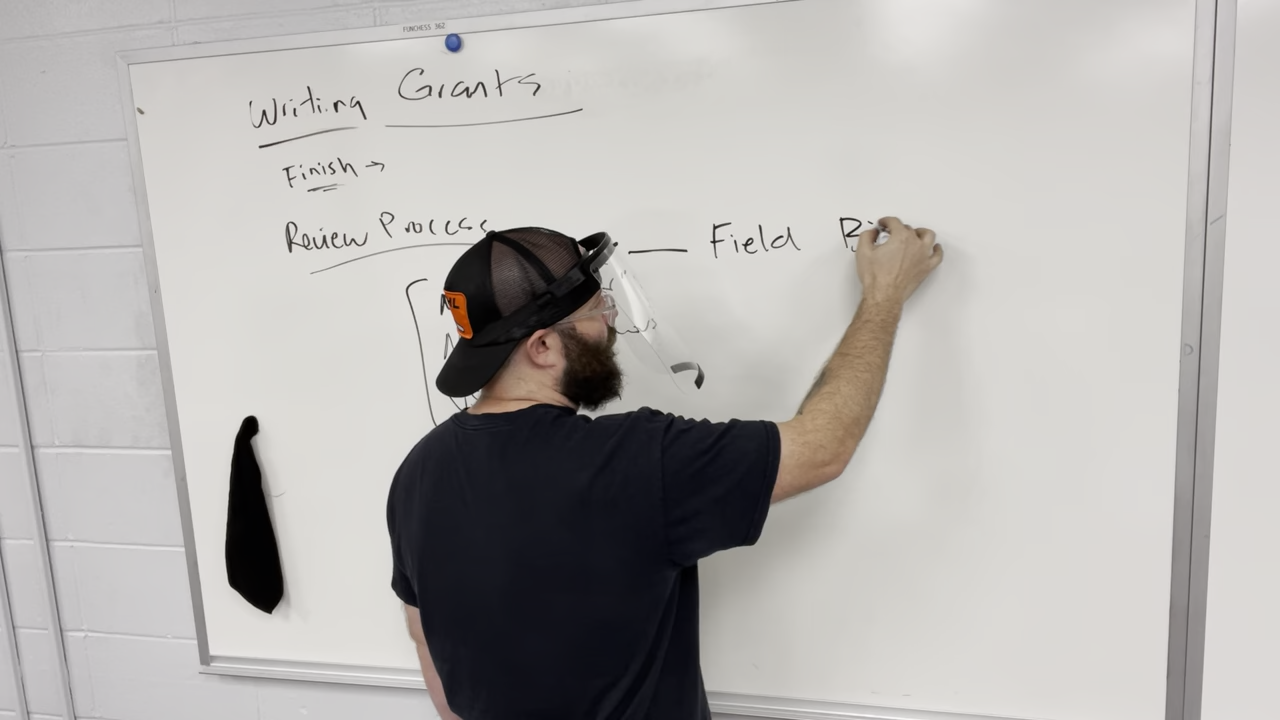 FUNCHESS 362
Writing Grants
Finish →
Review Process — Field